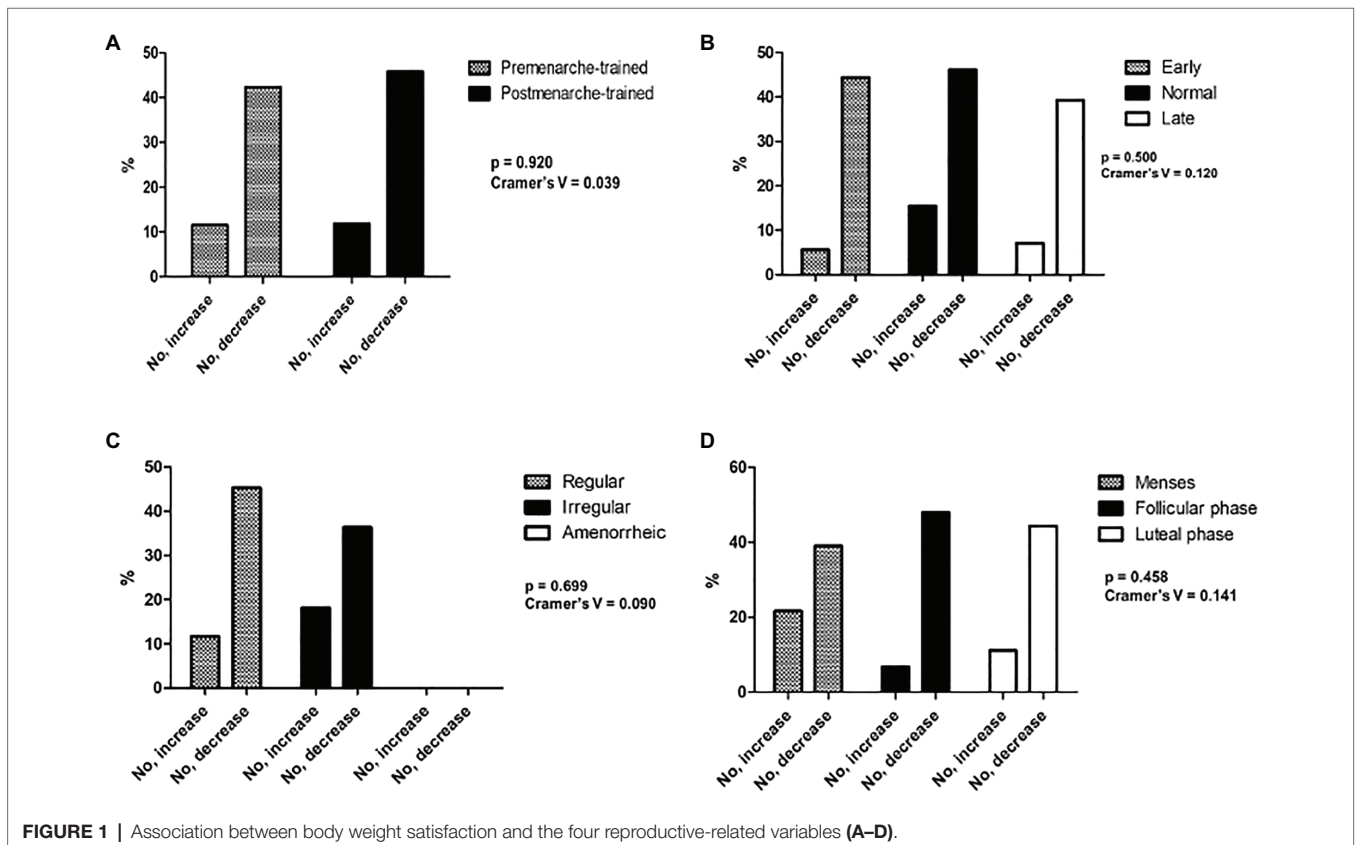 A
50
40
30
20
10
0
%
No, increase
No, decrease
No, increase
No, decrease
Premenarche-trained
Postmenarche-trained
p = 0.920
Cramer's V = 0.039
B
50
40
30
20
10
0
%
No, increase
No, decrease
No, increase
No, decrease
No, increase
No, decrease
Early
Normal
Late
p = 0.500
Cramer's V = 0.120
C
50
40
30
20
10
0
%
No, increase
No, decrease
No, increase
No, decrease
No, increase
No, decrease
Regular
Irregular
Amenorrheic
p = 0.699
Cramer's V = 0.090
D
60
40
20
0
%
No, increase
No, decrease
No, increase
No, decrease
No, increase
No, decrease
Menses
Follicular phase
Luteal phase
p = 0.458
Cramer's V = 0.141
FIGURE 1 | Association between body weight satisfaction and the four reproductive-related variables (A–D).